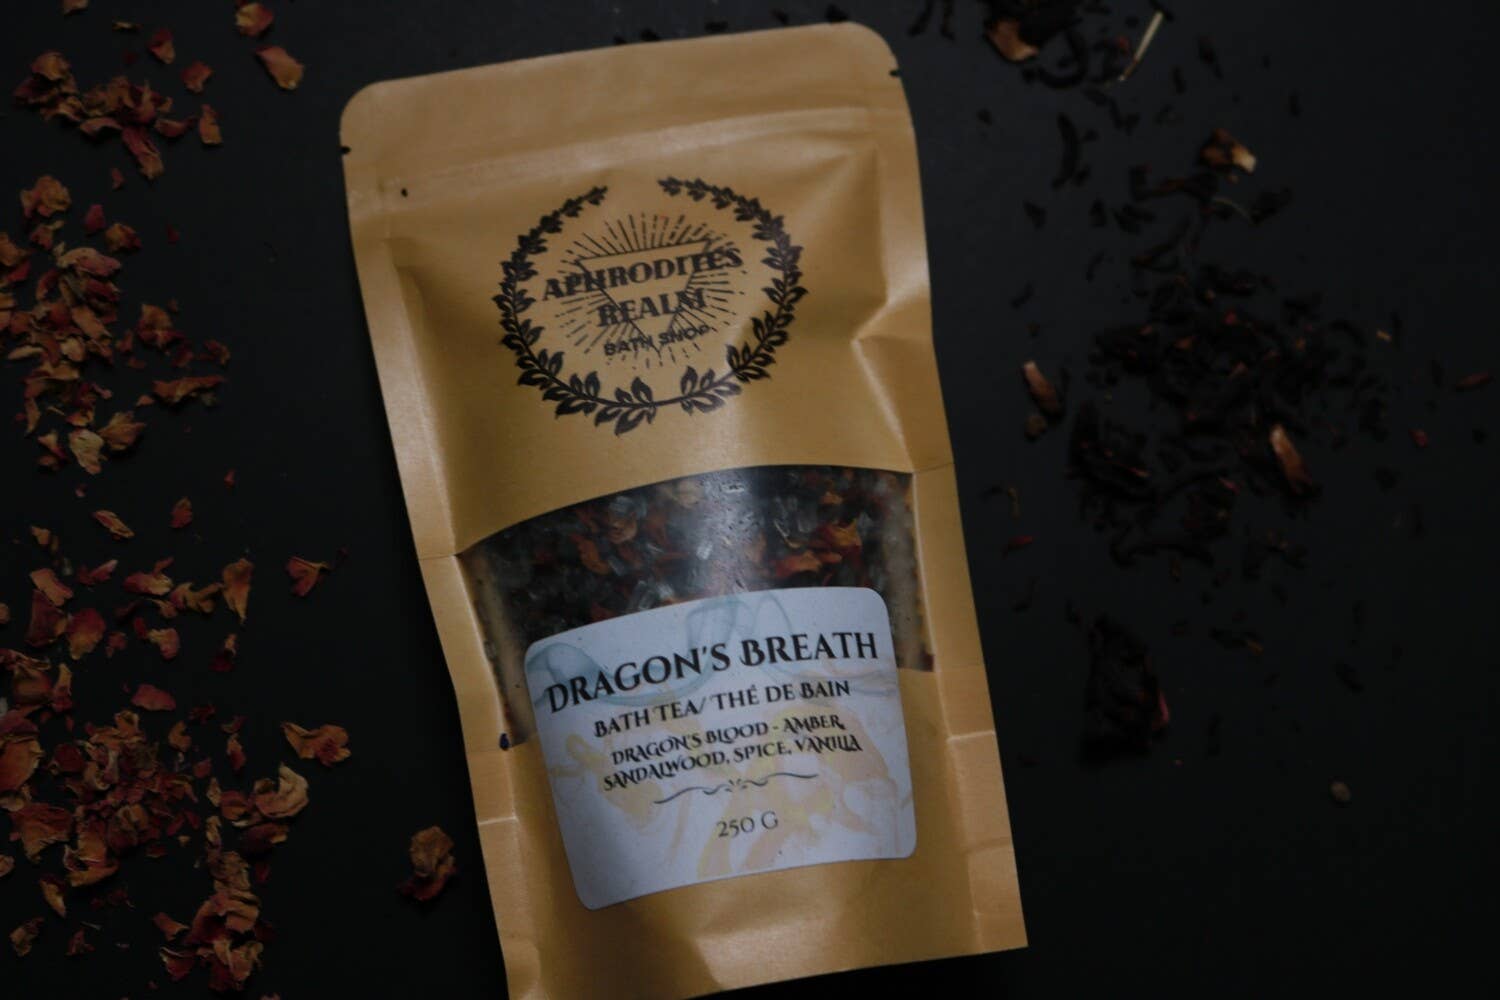 APHRODITES
REALM
BATH SHOP
DRAGON'S BREATH
BATH TEA/ THÉ DE BAIN
DRAGON'S BLOOD - AMBER,
SANDALWOOD, SPICE, VANILLA
250 G